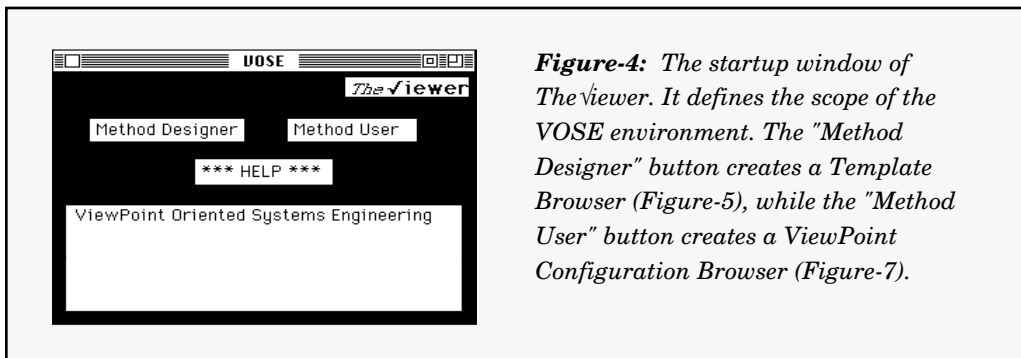 VOSE
The √iewer
Method Designer
Method User
*** HELP ***
ViewPoint Oriented Systems Engineering
Figure-4: The startup window of
The√iewer. It defines the scope of the
VOSE environment. The "Method
Designer" button creates a Template
Browser (Figure-5), while the "Method
User" button creates a ViewPoint
Configuration Browser (Figure-7).